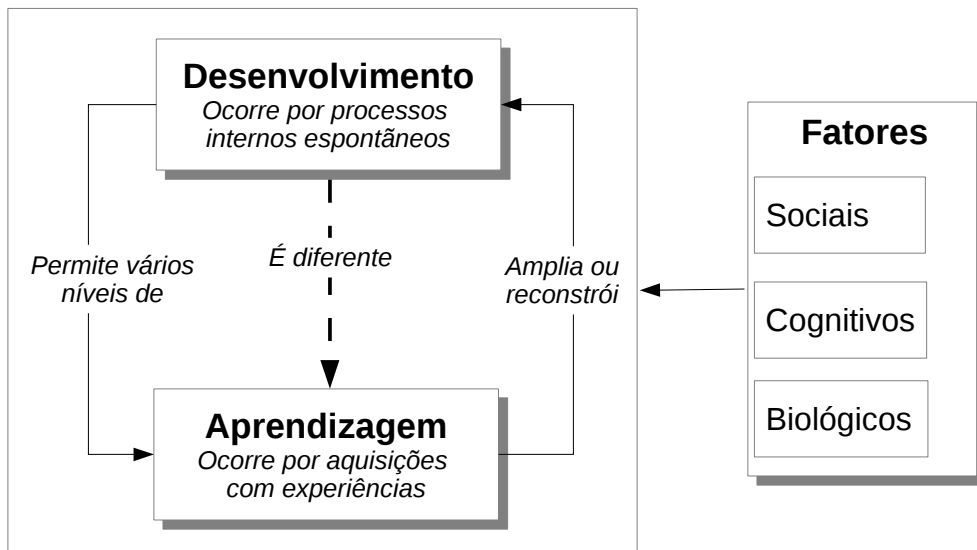 Desenvolvimento
Ocorre por processos
internos espontãneos
Permite vários
níveis de
É diferente
Amplia ou
reconstrói
Aprendizagem
Ocorre por aquisições
com experiências
Fatores
Sociais
Cognitivos
Biológicos